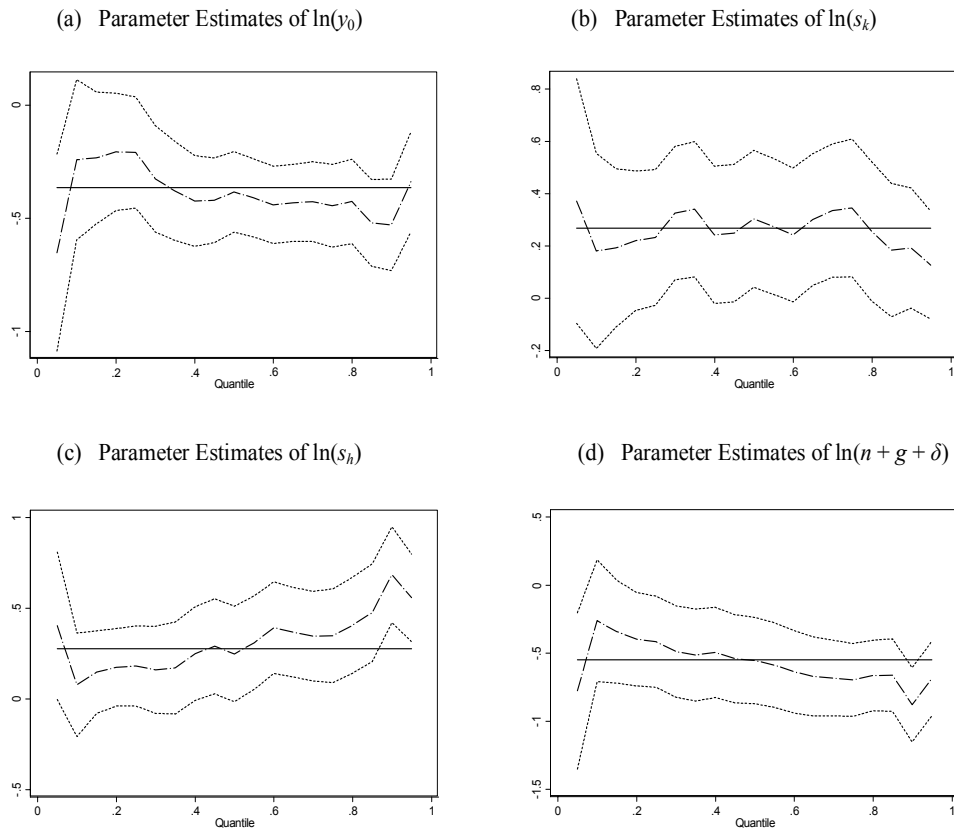 (a) Parameter Estimates of ln(y₀)
0
-.5
-1
0 .2 .4 .6 .8 1
Quantile
(b) Parameter Estimates of ln(sₖ)
.8
.6
.4
.2
0
-.2
0 .2 .4 .6 .8 1
Quantile
(c) Parameter Estimates of ln(sₕ)
1
.5
0
-.5
0 .2 .4 .6 .8 1
Quantile
(d) Parameter Estimates of ln(n + g + δ)
.5
0
-.5
-1
-1.5
0 .2 .4 .6 .8 1
Quantile